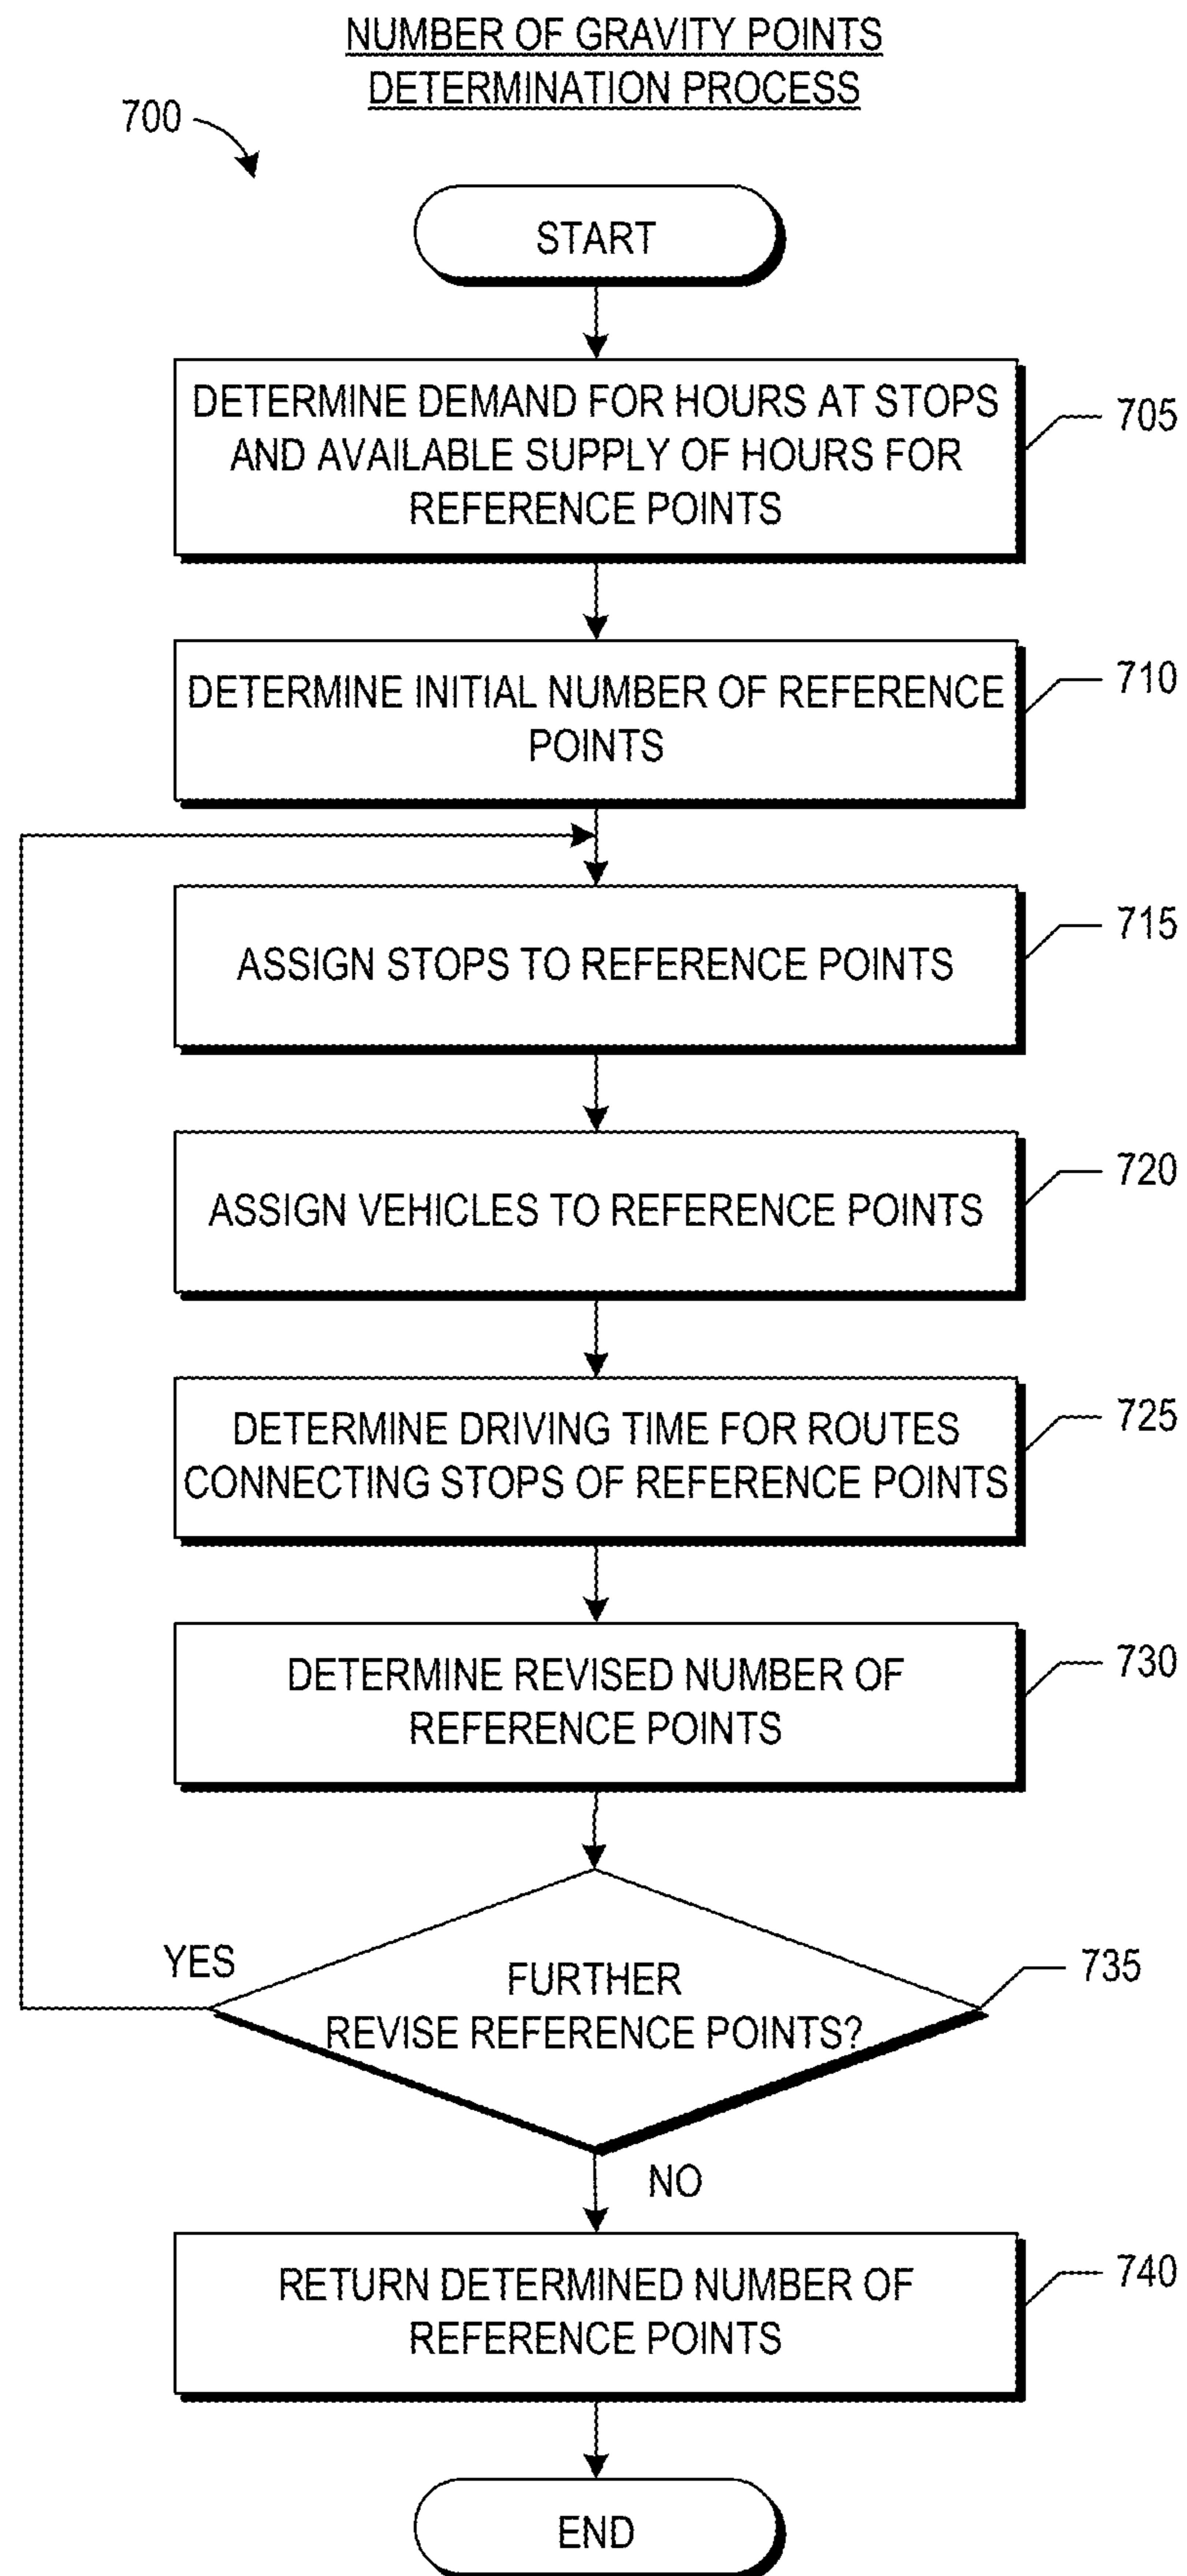 NUMBER OF GRAVITY POINTS
DETERMINATION PROCESS
700
START
DETERMINE DEMAND FOR HOURS AT STOPS
AND AVAILABLE SUPPLY OF HOURS FOR
REFERENCE POINTS
705
DETERMINE INITIAL NUMBER OF REFERENCE
POINTS
710
ASSIGN STOPS TO REFERENCE POINTS
715
ASSIGN VEHICLES TO REFERENCE POINTS
720
DETERMINE DRIVING TIME FOR ROUTES
CONNECTING STOPS OF REFERENCE POINTS
725
DETERMINE REVISED NUMBER OF
REFERENCE POINTS
730
YES
FURTHER
REVISE REFERENCE POINTS?
735
NO
RETURN DETERMINED NUMBER OF
REFERENCE POINTS
740
END